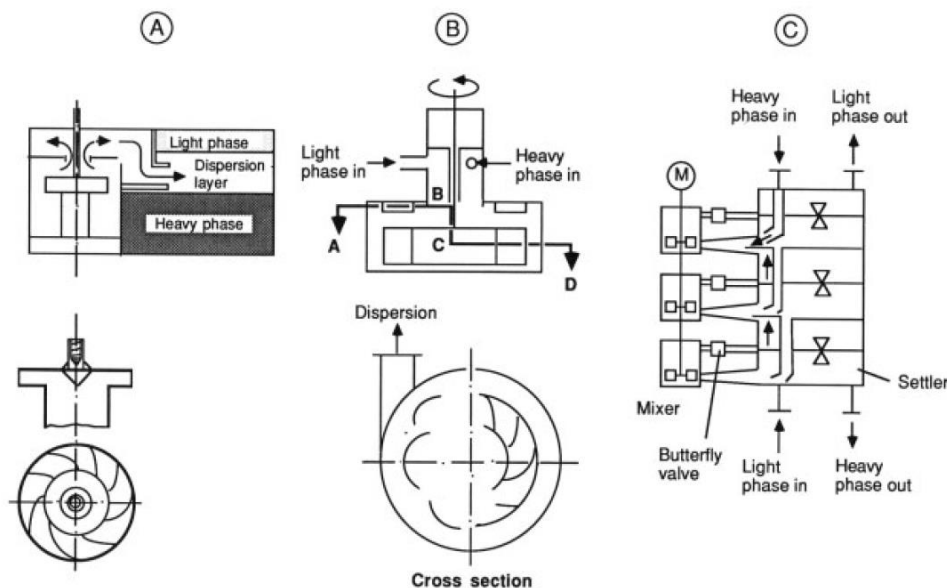 A
B
C
Light phase
Dispersion
layer
Heavy phase
Light
phase in
Heavy
phase in
B
A
C
D
Dispersion
Cross section
Heavy
phase in
Light
phase out
M
Settler
Mixer
Butterfly
valve
Light
phase in
Heavy
phase out